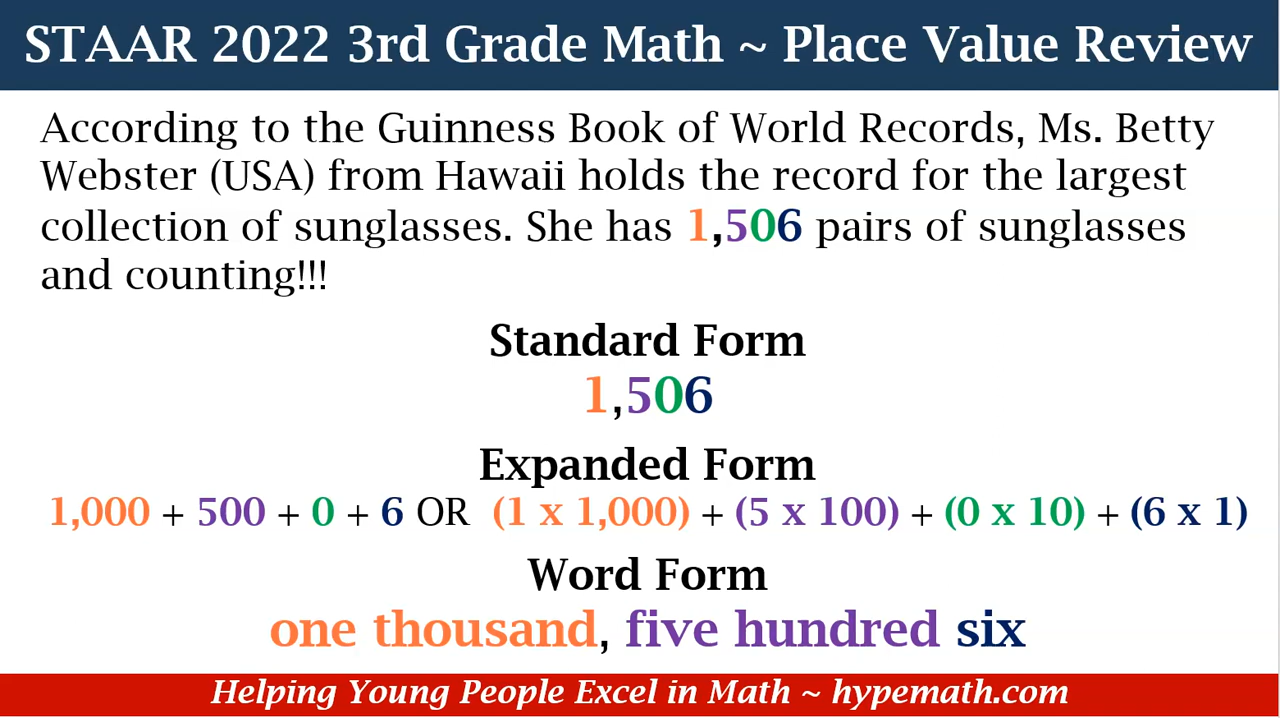 STAAR 2022 3rd Grade Math ~ Place Value Review
According to the Guinness Book of World Records, Ms. Betty
Webster (USA) from Hawaii holds the record for the largest
collection of sunglasses. She has 1,506 pairs of sunglasses
and counting!!!
Standard Form
1,506
Expanded Form
1,000 + 500 + 0 + 6 OR (1 x 1,000) + (5 x 100) + (0 x 10) + (6 x 1)
Word Form
one thousand, five hundred six
Helping Young People Excel in Math ~ hypemath.com